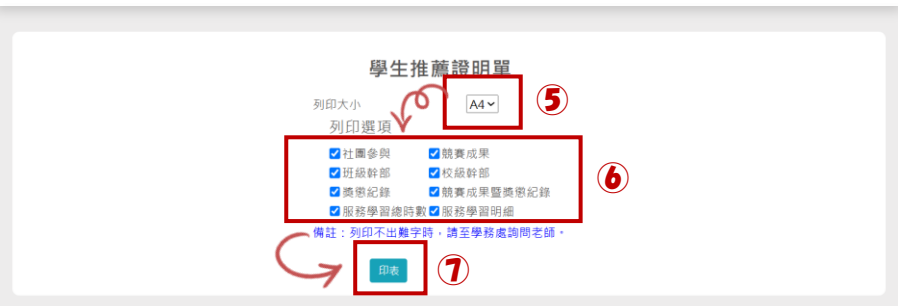 學生推薦證明單
列印大小 A4 ⑤
列印選項
社團參與 競賽成果
班級幹部 校級幹部 ⑥
獎懲紀錄 競賽成果暨獎懲紀錄
服務學習總時數 服務學習明細
備註：列印不出難字時，請至學務處詢問老師。
印表 ⑦